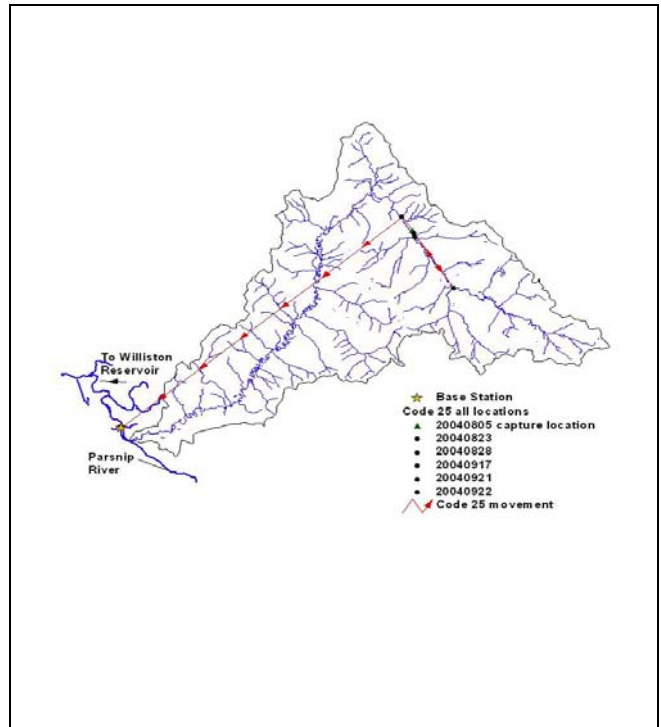 To Williston
Reservoir
Parsnip
River
Base Station
Code 25 all locations
20040805 capture location
20040823
20040828
20040917
20040921
20040922
Code 25 movement